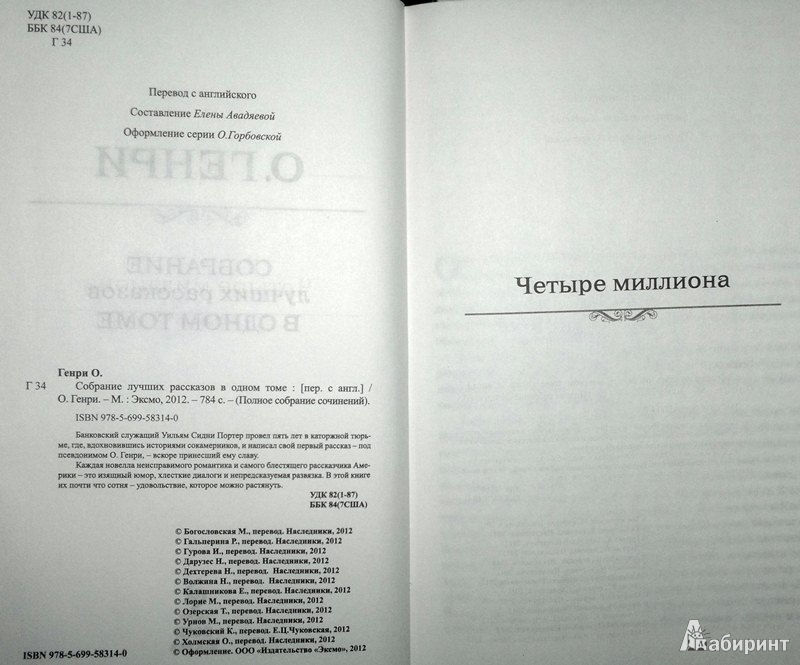 УДК 82(1-87)
ББК 84(7США)
Г 34
Перевод с английского
Составление Елены Авадяевой
Оформление серии О.Горбовской
О.ГЕНРИ
СОБРАНИЕ
лучших рассказов
В ОДНОМ ТОМЕ
Генри О.
Г 34 Собрание лучших рассказов в одном томе : [пер. с англ.] /
О. Генри. – М. : Эксмо, 2012. – 784 с. – (Полное собрание сочинений).
ISBN 978-5-699-58314-0
Банковский служащий Уильям Сидни Портер провел пять лет в каторжной тюрь-
ме, где, вдохновившись историями сокамерников, и написал свой первый рассказ – под
псевдонимом О. Генри, – вскоре принесший ему славу.
Каждая новелла неисправимого романтика и самого блестящего рассказчика Аме-
рики – это изящный юмор, хлесткие диалоги и непредсказуемая развязка. В этой книге
их почти что сотня – удовольствие, которое можно растянуть.
УДК 82(1-87)
ББК 84(7США)
© Богословская М., перевод. Наследники, 2012
© Гальперина Р., перевод. Наследники, 2012
© Гурова И., перевод. Наследники, 2012
© Дарузес Н., перевод. Наследники, 2012
© Дехтерева Н., перевод. Наследники, 2012
© Волжина Н., перевод. Наследники, 2012
© Калашникова Е., перевод. Наследники, 2012
© Лорие М., перевод. Наследники, 2012
© Озерская Т., перевод. Наследники, 2012
© Урнов М., перевод. Наследники, 2012
© Чуковский К., перевод. Е.Ц.Чуковская, 2012
© Холмская О., перевод. Наследники, 2012
ISBN 978-5-699-58314-0 © Оформление. ООО «Издательство «Эксмо», 2012
Четыре миллиона
Лабиринт